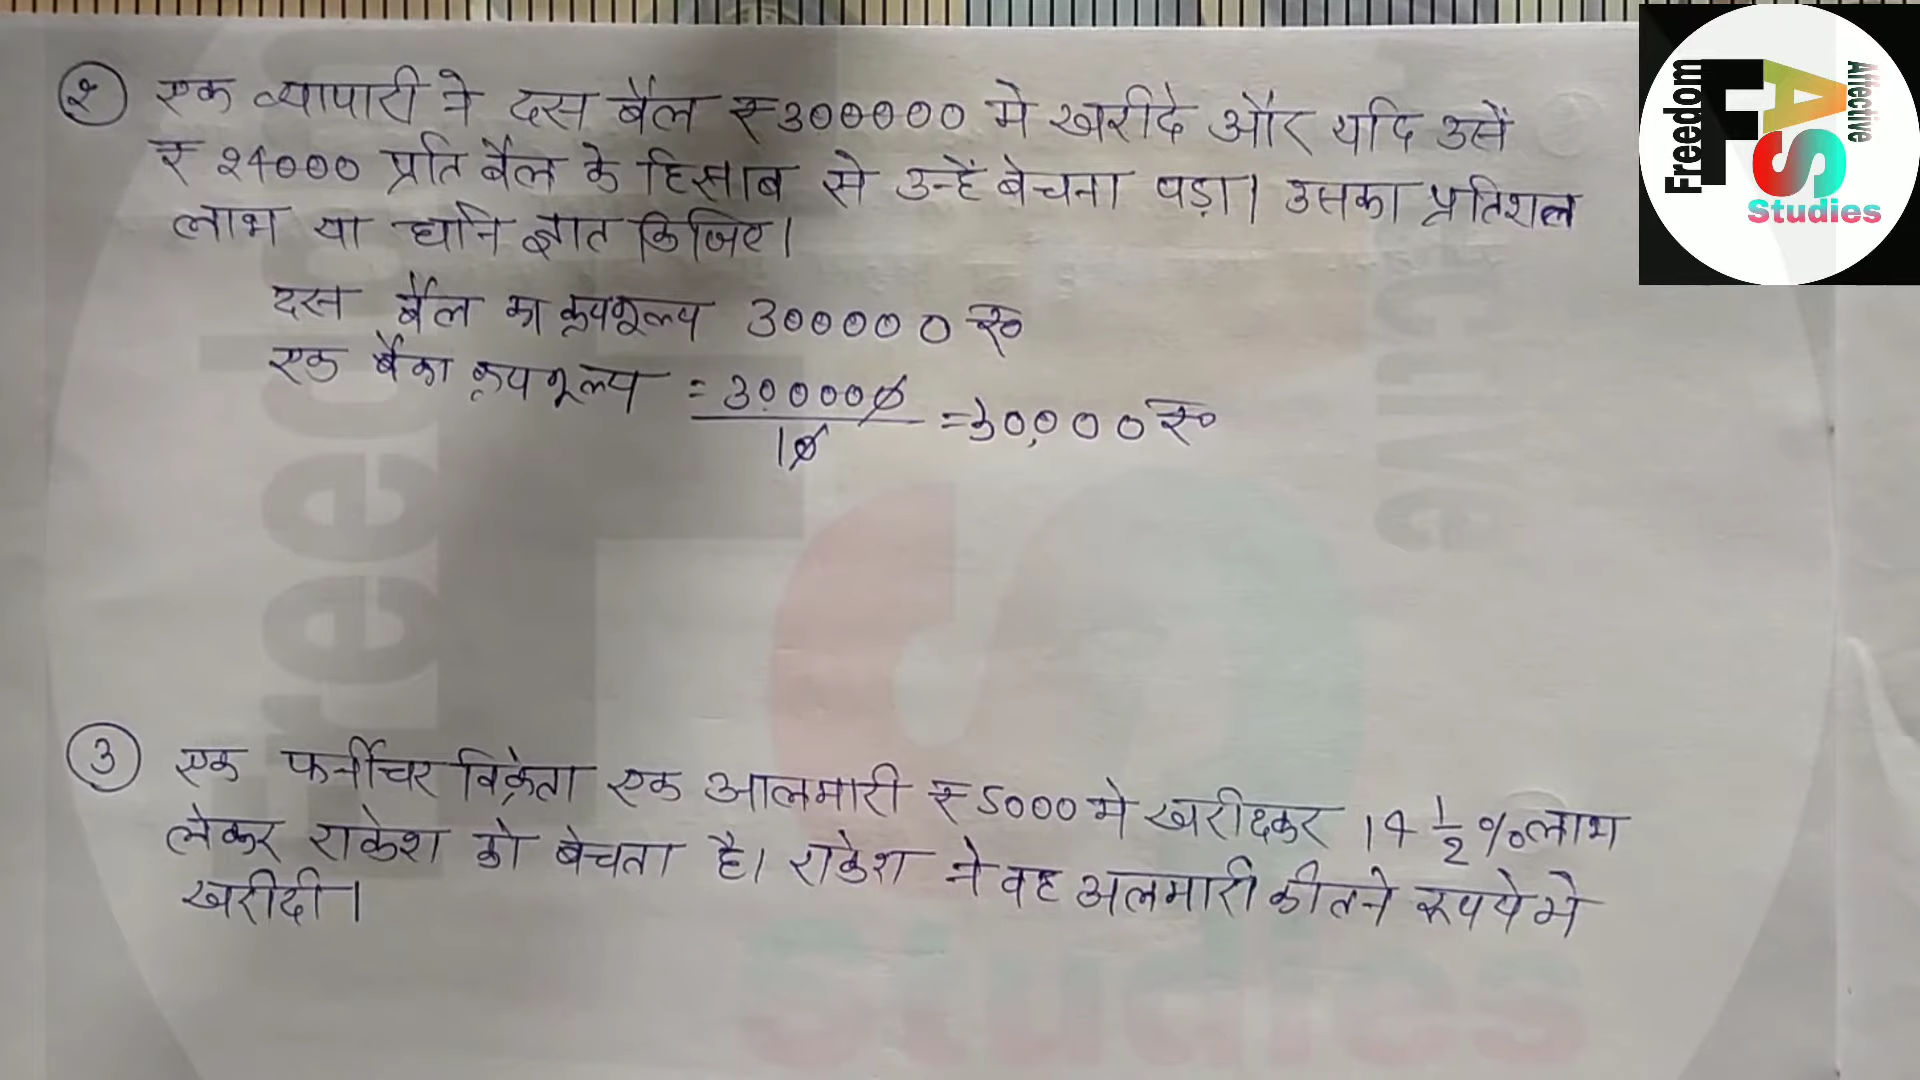 २ एक व्यापारी ने दस बैल ₹300000 मे खरीदे और यदि उसें
₹ 24000 प्रति बैल के हिसाब से उन्हें बेचना पड़ा। उसका प्रतिशत
लाभ या हानि ज्ञात किजिए।
दस बैल का क्रयमूल्य 300000 रु०
एक बैका क्रयमूल्य = 300000 / 10 = 30,000 रु०
3 एक फर्नीचर विक्रेता एक आलमारी ₹5000 मे खरीदकर 14 1/2 % लाभ
लेकर राकेश को बेचता है। राकेश ने वह अलमारी कीतने रूपये मे
खरीदी।
Freedom
FAS
Affective
Studies